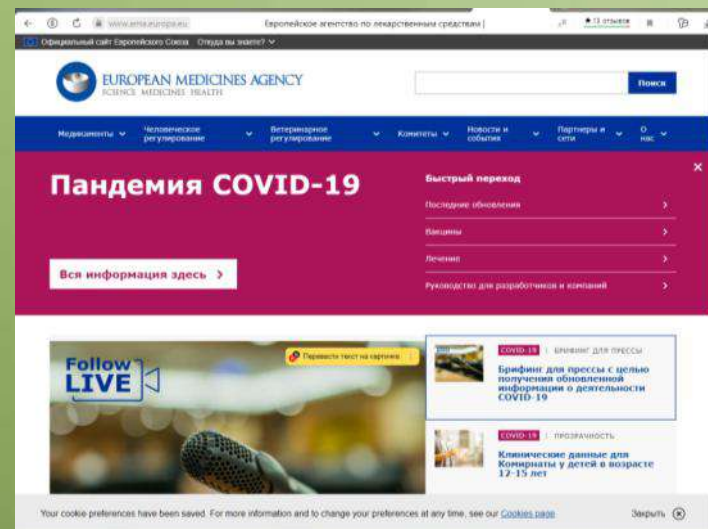 www.ema.europa.eu
Европейское агентство по лекарственным средствам |
Официальный сайт Европейского Союза Откуда вы знаете?
EUROPEAN MEDICINES AGENCY
SCIENCE MEDICINES HEALTH
Поиск
Медикаменты
Человеческое
регулирование
Ветеринарное
регулирование
Комитеты
Новости и
события
Партнеры и
сети
О
нас
Пандемия COVID-19
Вся информация здесь >
Быстрый переход
Последние обновления
Вакцины
Лечение
Руководство для разработчиков и компаний
Follow
LIVE
Перевести текст на картинке
COVID-19 | БРИФИНГ ДЛЯ ПРЕССЫ
Брифинг для прессы с целью
получения обновленной
информации о деятельности
COVID-19
COVID-19 | ПРОЗРАЧНОСТЬ
Клинические данные для
Комирнаты у детей в возрасте
12-15 лет
Your cookie preferences have been saved. For more information and to change your preferences at any time, see our Cookies page
Закрыть